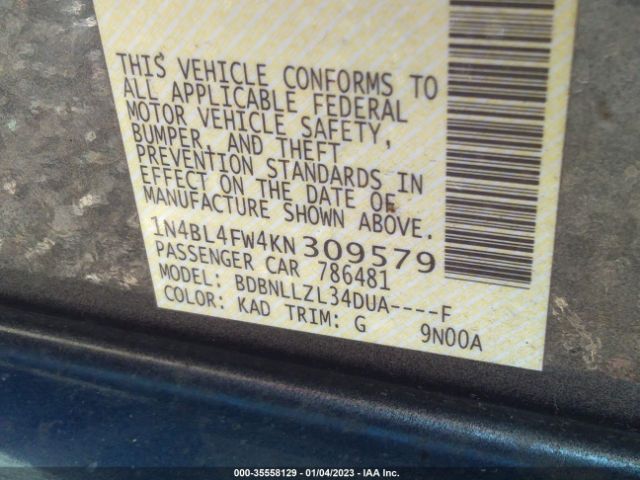 THIS VEHICLE CONFORMS TO
ALL APPLICABLE FEDERAL
MOTOR VEHICLE SAFETY,
BUMPER, AND THEFT
PREVENTION STANDARDS IN
EFFECT ON THE DATE OF
MANUFACTURE SHOWN ABOVE.
1N4BL4FW4KN309579
PASSENGER CAR 786481
MODEL: BDBNLLZL34DUA----F
COLOR: KAD TRIM: G 9N00A
000-35558129 - 01/04/2023 - IAA Inc.